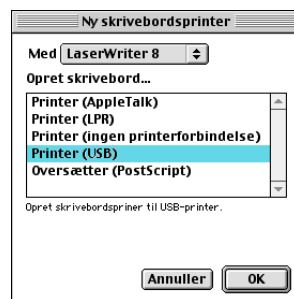 Ny skrivebordsprinter
Med LaserWriter 8
Opret skrivebord...
Printer (AppleTalk)
Printer (LPR)
Printer (ingen printerforbindelse)
Printer (USB)
Oversætter (PostScript)
Opret skrivebordspriner til USB-printer.
Annuller OK